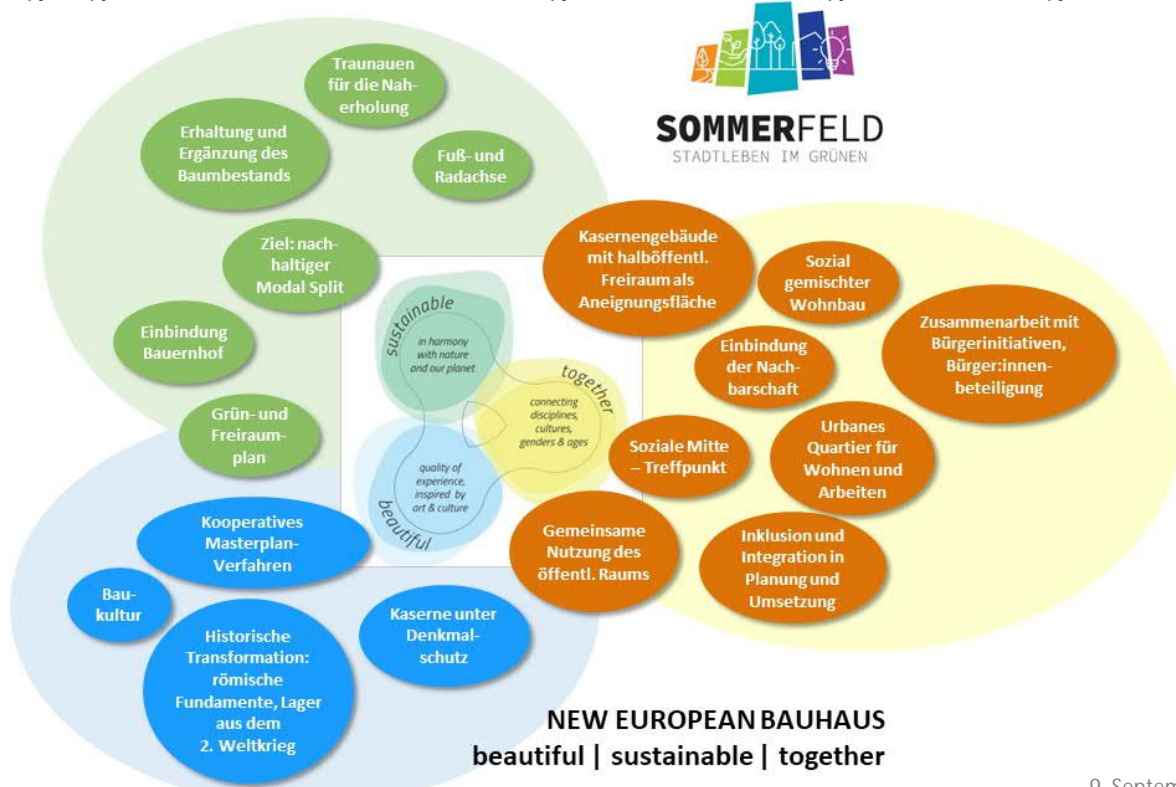 SOMMERFELD
STADTLEBEN IM GRÜNEN
Traunauen
für die Nah-
erholung
Erhaltung und
Ergänzung des
Baumbestands
Fuß- und
Radachse
Ziel: nach-
haltiger
Modal Split
Einbindung
Bauernhof
Grün- und
Freiraum-
plan
sustainable
in harmony
with nature
and our planet
together
connecting
disciplines,
cultures,
genders & ages
quality of
experience,
inspired by
art & culture
beautiful
Kasernengebäude
mit halböffentl.
Freiraum als
Aneignungsfläche
Sozial
gemischter
Wohnbau
Zusammenarbeit mit
Bürgerinitiativen,
Bürger:innen-
beteiligung
Einbindung
der Nach-
barschaft
Soziale Mitte
– Treffpunkt
Urbanes
Quartier für
Wohnen und
Arbeiten
Gemeinsame
Nutzung des
öffentl. Raums
Inklusion und
Integration in
Planung und
Umsetzung
Kooperatives
Masterplan-
Verfahren
Bau-
kultur
Historische
Transformation:
römische
Fundamente, Lager
aus dem
2. Weltkrieg
Kaserne unter
Denkmal-
schutz
NEW EUROPEAN BAUHAUS
beautiful | sustainable | together